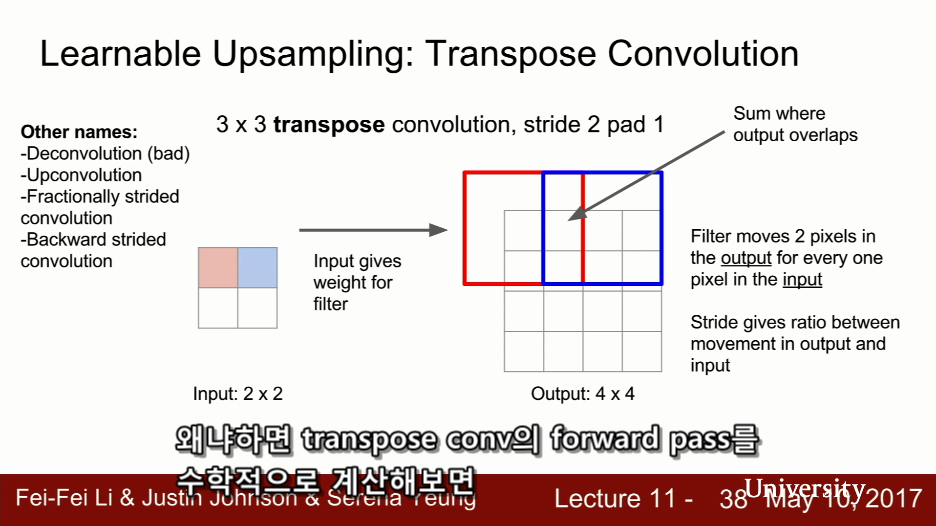 Learnable Upsampling: Transpose Convolution
Other names:
-Deconvolution (bad)
-Upconvolution
-Fractionally strided
convolution
-Backward strided
convolution
3 x 3 transpose convolution, stride 2 pad 1
Sum where
output overlaps
Input gives
weight for
filter
Filter moves 2 pixels in
the output for every one
pixel in the input
Stride gives ratio between
movement in output and
input
Input: 2 x 2
Output: 4 x 4
왜냐하면 transpose conv의 forward pass를
수학적으로 계산해보면
Fei-Fei Li & Justin Johnson & Serena Yeung
Lecture 11 - 38 May 10, 2017
University